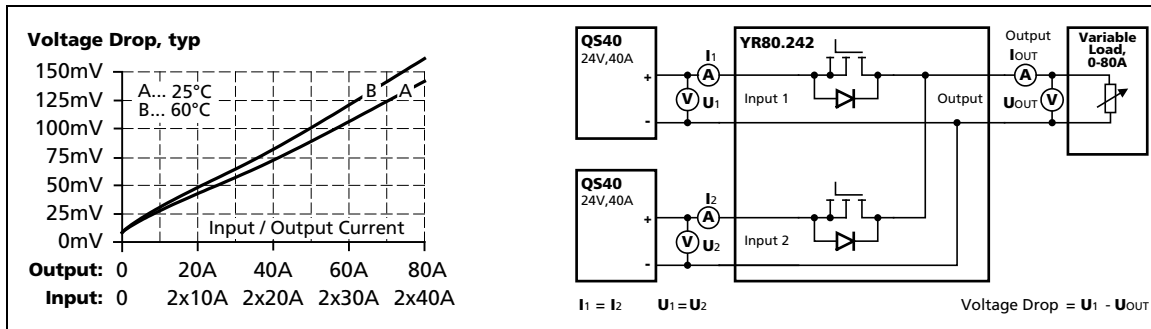 Voltage Drop, typ
150mV
125mV
100mV
75mV
50mV
25mV
0mV
A... 25°C
B... 60°C
B
A
Input / Output Current
Output: 0 20A 40A 60A 80A
Input: 0 2x10A 2x20A 2x30A 2x40A
QS40
24V,40A
+
-
I1
A
V
U1
YR80.242
Input 1
Output
Output
IOUT
A
UOUT
V
Variable
Load,
0-80A
QS40
24V,40A
+
-
I2
A
V
U2
Input 2
I1 = I2 U1 = U2
Voltage Drop = U1 - UOUT